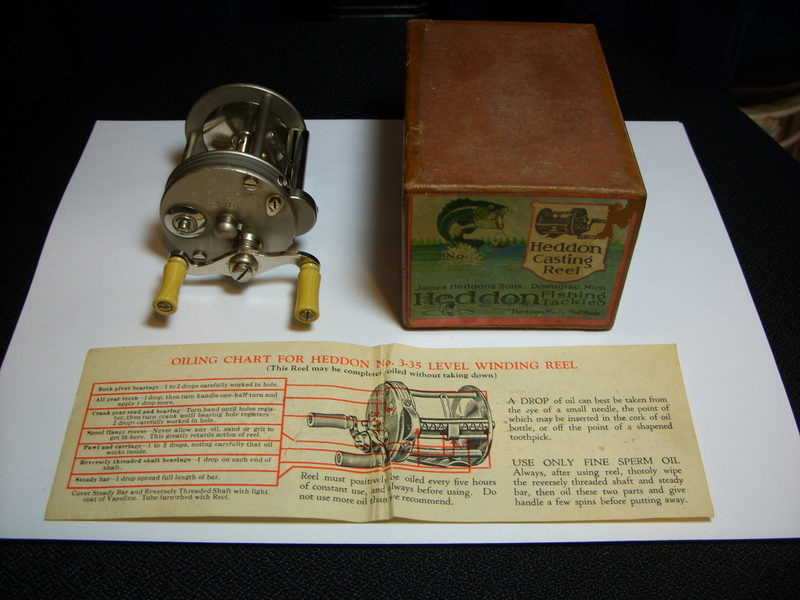 No.
Heddon
Casting
Reel
James Heddon's Sons Dowagiac, Mich.
Heddon Fishing
Tackle
OILING CHART FOR HEDDON No. 3-35 LEVEL WINDING REEL
(This Reel may be completely oiled without taking down)
Both pivot bearings—1 to 2 drops carefully worked in hole.
All gear teeth—1 drop, then turn handle one-half turn and
apply 1 drop more.
Crank gear stud and bearing—Turn hand until holes regis-
ter, then turn crank until bearing hole registers—
2 drops carefully worked in hole.
Spool flange recess—Never allow any oil, sand or grit to
get in here. This greatly retards action of reel.
Pawl and carriage—1 to 2 drops, noting carefully that oil
works inside.
Reversely threaded shaft bearings—1 drop on each end of
shaft.
Steady bar—1 drop spread full length of bar.
Cover Steady Bar and Reversely Threaded Shaft with light
coat of Vaseline. Tube furnished with Reel.
Reel must positively be oiled every five hours
of constant use, and always before using. Do
not use more oil than we recommend.
A DROP of oil can best be taken from
the eye of a small needle, the point of
which may be inserted in the cork of oil
bottle, or off the point of a shapened
toothpick.
USE ONLY FINE SPERM OIL
Always, after using reel, thoroly wipe
the reversely threaded shaft and steady
bar, then oil these two parts and give
handle a few spins before putting away.